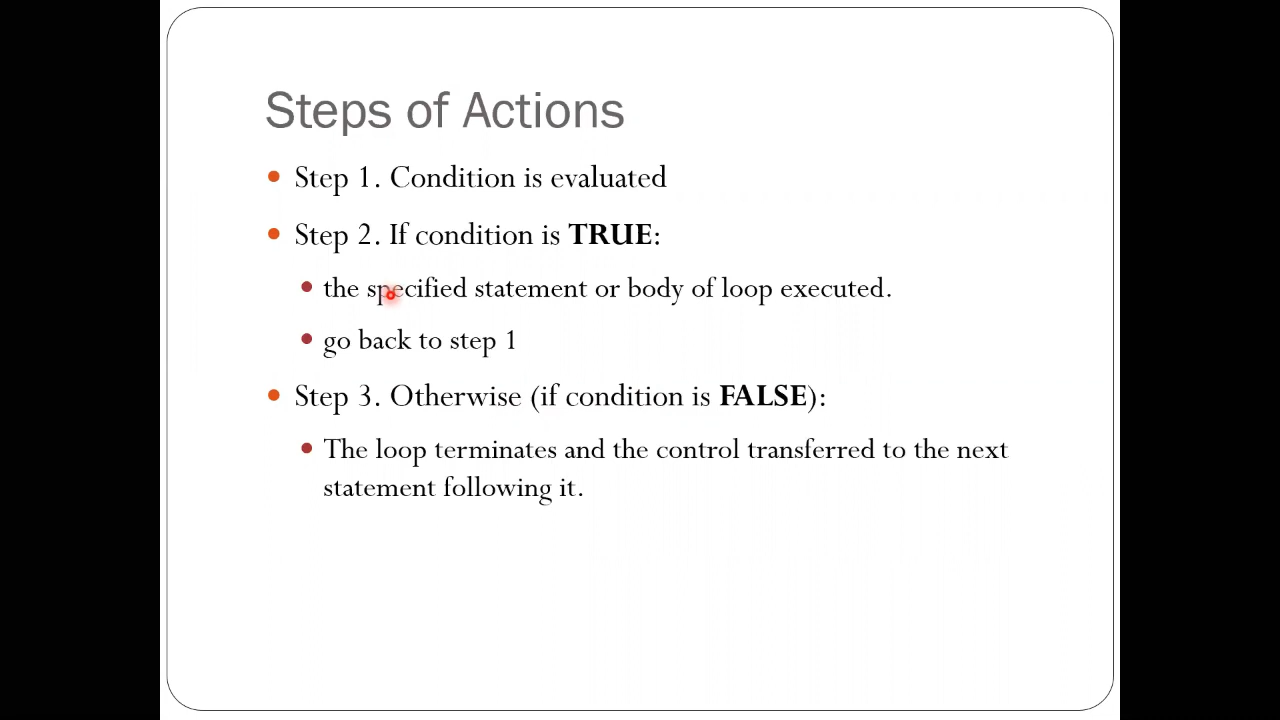 Steps of Actions
Step 1. Condition is evaluated
Step 2. If condition is TRUE:
the specified statement or body of loop executed.
go back to step 1
Step 3. Otherwise (if condition is FALSE):
The loop terminates and the control transferred to the next
statement following it.